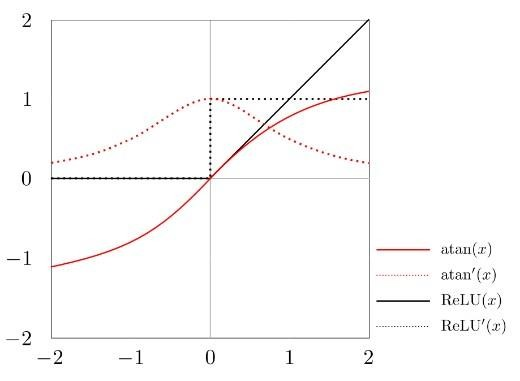 2
1
0
−1
−2
−2
−1
0
1
2
atan(x)
atan′(x)
ReLU(x)
ReLU′(x)